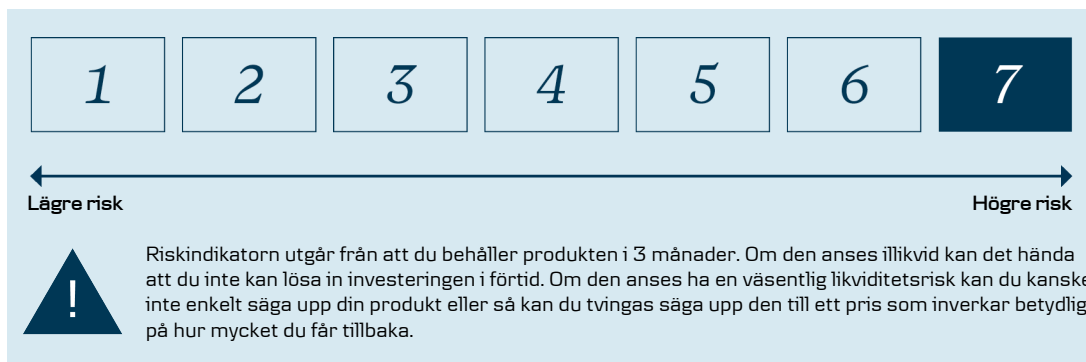 1 2 3 4 5 6 7
Lägre risk Högre risk
!
Riskindikatorn utgår från att du behåller produkten i 3 månader. Om den anses illikvid kan det hända
att du inte kan lösa in investeringen i förtid. Om den anses ha en väsentlig likviditetsrisk kan du kanske
inte enkelt säga upp din produkt eller så kan du tvingas säga upp den till ett pris som inverkar betydlig
på hur mycket du får tillbaka.